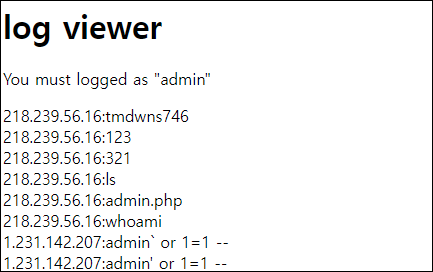 log viewer
You must logged as "admin"
218.239.56.16:tmdwns746
218.239.56.16:123
218.239.56.16:321
218.239.56.16:ls
218.239.56.16:admin.php
218.239.56.16:whoami
1.231.142.207:admin` or 1=1 --
1.231.142.207:admin' or 1=1 --